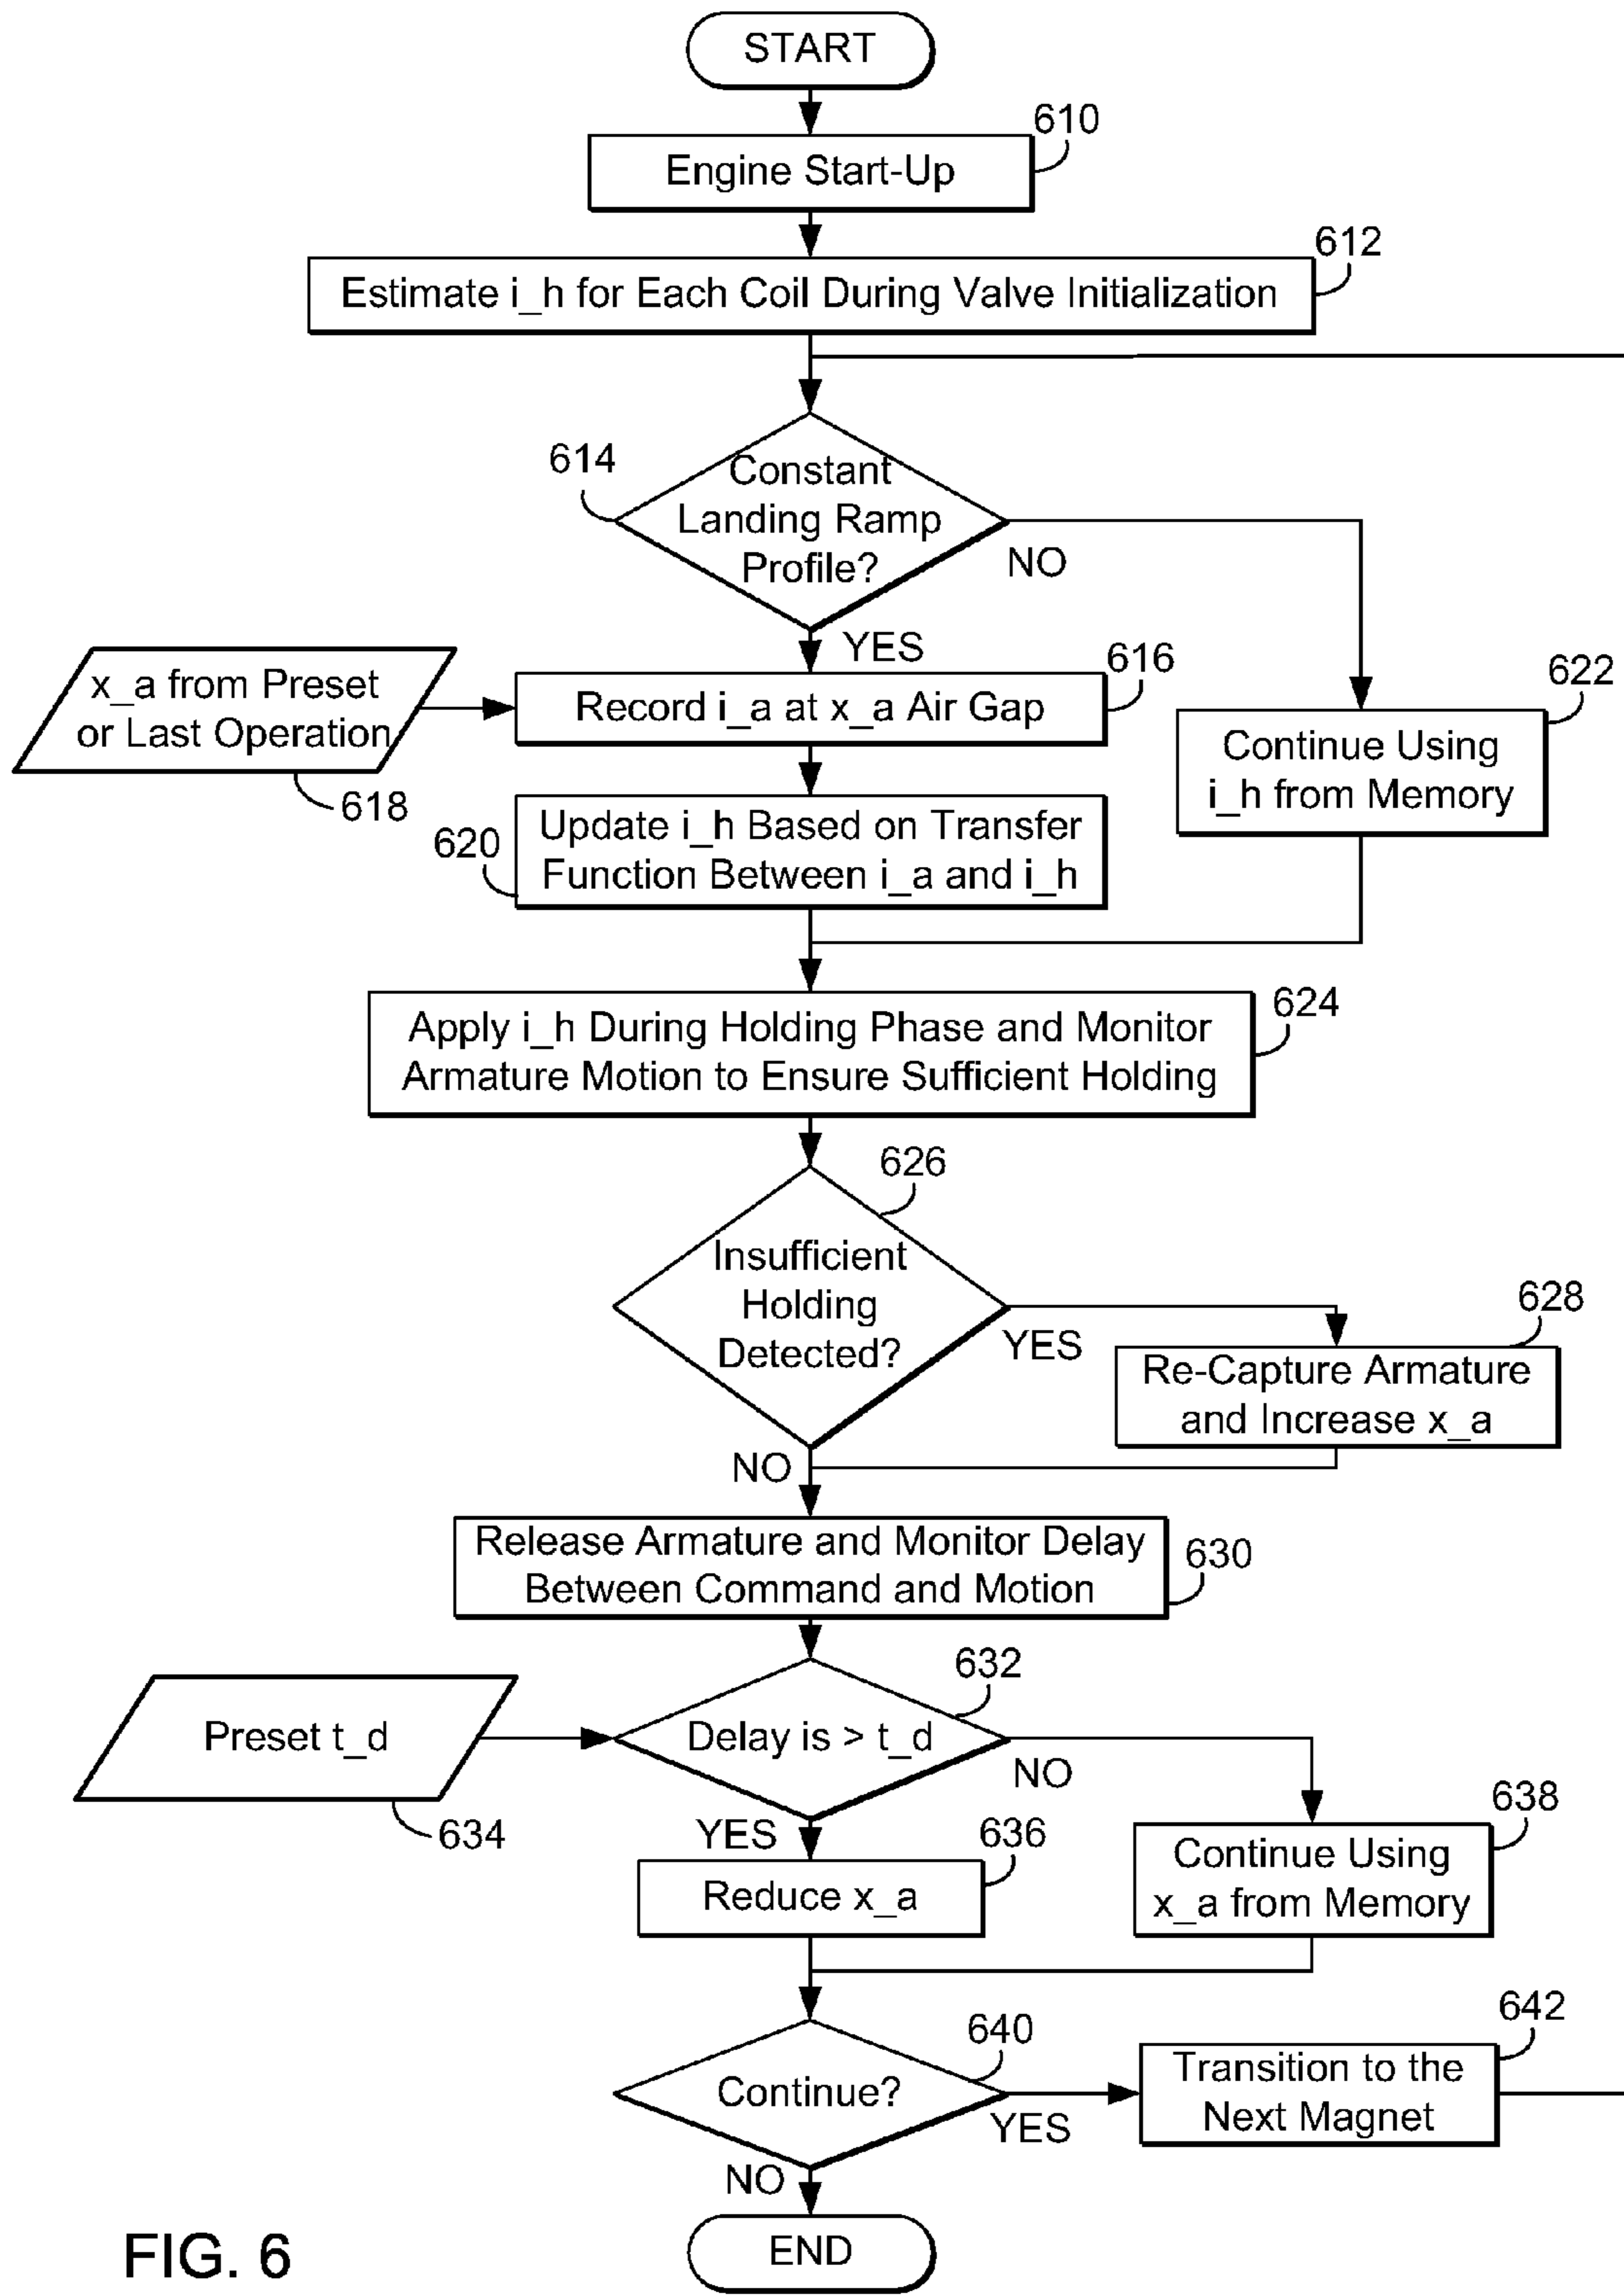 START
610
Engine Start-Up
612
Estimate i_h for Each Coil During Valve Initialization
614
Constant
Landing Ramp
Profile?
NO
YES
x_a from Preset
or Last Operation
618
616
Record i_a at x_a Air Gap
622
Continue Using
i_h from Memory
620
Update i_h Based on Transfer
Function Between i_a and i_h
624
Apply i_h During Holding Phase and Monitor
Armature Motion to Ensure Sufficient Holding
626
Insufficient
Holding
Detected?
YES
628
Re-Capture Armature
and Increase x_a
NO
Release Armature and Monitor Delay
Between Command and Motion
630
632
Preset t_d
634
Delay is > t_d
NO
YES
636
Reduce x_a
638
Continue Using
x_a from Memory
640
Continue?
YES
642
Transition to the
Next Magnet
NO
END
FIG. 6